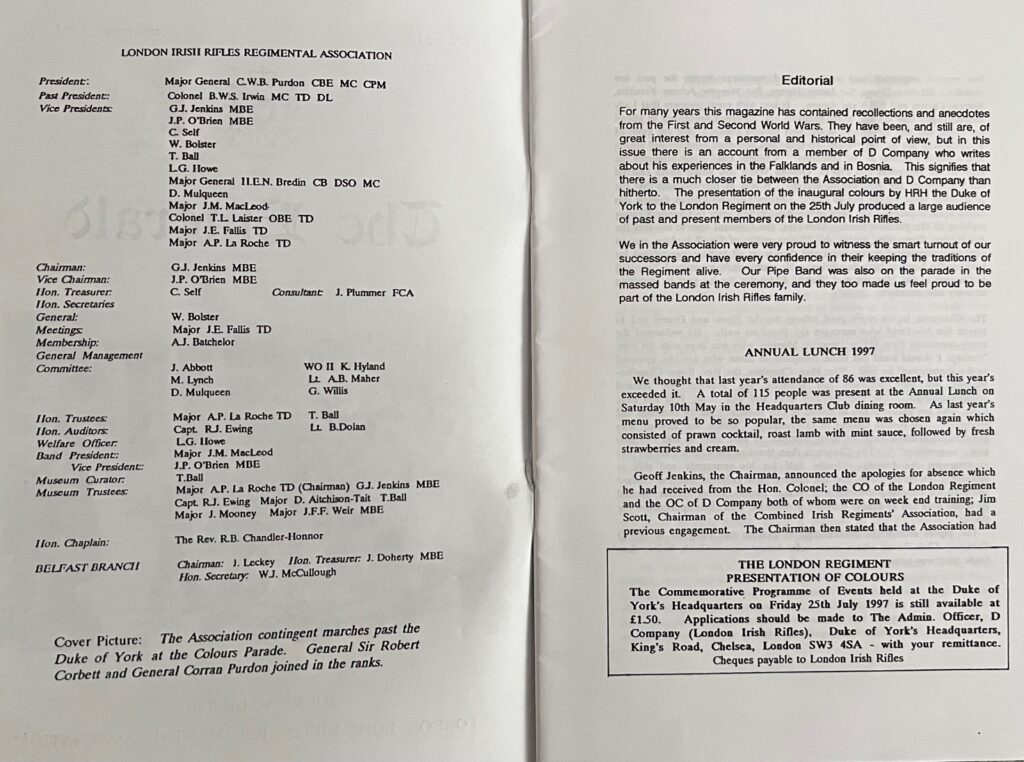 LONDON IRISH RIFLES REGIMENTAL ASSOCIATION
President: Major General C.W.B. Purdon CBE MC CPM
Past President: Colonel B.W.S. Irwin MC TD DL
Vice Presidents: G.J. Jenkins MBE
J.P. O'Brien MBE
C. Self
W. Bolster
T. Ball
L.G. Howe
Major General H.E.N. Bredin CB DSO MC
D. Mulqueen
Major J.M. MacLeod
Colonel T.L. Laister OBE TD
Major J.E. Fallis TD
Major A.P. La Roche TD
Chairman: G.J. Jenkins MBE
Vice Chairman: J.P. O'Brien MBE
Hon. Treasurer: C. Self Consultant: J. Plummer FCA
Hon. Secretaries
General: W. Bolster
Meetings: Major J.E. Fallis TD
Membership: A.J. Batchelor
General Management
Committee: J. Abbott WO II K. Hyland
M. Lynch Lt. A.B. Maher
D. Mulqueen G. Willis
Hon. Trustees: Major A.P. La Roche TD T. Ball
Hon. Auditors: Capt. R.J. Ewing Lt B.Dolan
Welfare Officer: L.G. Howe
Band President: Major J.M. MacLeod
Vice President: J.P. O'Brien MBE
Museum Curator: T.Ball
Museum Trustees: Major A.P. La Roche TD (Chairman) G.J. Jenkins MBE
Capt. R.J. Ewing Major D. Aitchison-Tait T.Ball
Major J. Mooney Major J.F.F. Weir MBE
Hon. Chaplain: The Rev. R.B. Chandler-Honnor
BELFAST BRANCH Chairman: J. Leckey Hon. Treasurer: J. Doherty MBE
Hon. Secretary: W.J. McCullough
Cover Picture: The Association contingent marches past the
Duke of York at the Colours Parade. General Sir Robert
Corbett and General Corran Purdon joined in the ranks.
Editorial
For many years this magazine has contained recollections and anecdotes
from the First and Second World Wars. They have been, and still are, of
great interest from a personal and historical point of view, but in this
issue there is an account from a member of D Company who writes
about his experiences in the Falklands and in Bosnia. This signifies that
there is a much closer tie between the Association and D Company than
hitherto. The presentation of the inaugural colours by HRH the Duke of
York to the London Regiment on the 25th July produced a large audience
of past and present members of the London Irish Rifles.
We in the Association were very proud to witness the smart turnout of our
successors and have every confidence in their keeping the traditions of
the Regiment alive. Our Pipe Band was also on the parade in the
massed bands at the ceremony, and they too made us feel proud to be
part of the London Irish Rifles family.
ANNUAL LUNCH 1997
We thought that last year's attendance of 86 was excellent, but this year's
exceeded it. A total of 115 people was present at the Annual Lunch on
Saturday 10th May in the Headquarters Club dining room. As last year's
menu proved to be so popular, the same menu was chosen again which
consisted of prawn cocktail, roast lamb with mint sauce, followed by fresh
strawberries and cream.
Geoff Jenkins, the Chairman, announced the apologies for absence which
he had received from the Hon. Colonel; the CO of the London Regiment
and the OC of D Company both of whom were on week end training; Jim
Scott, Chairman of the Combined Irish Regiments' Association, had a
previous engagement. The Chairman then stated that the Association had
THE LONDON REGIMENT
PRESENTATION OF COLOURS
The Commemorative Programme of Events held at the Duke of
York's Headquarters on Friday 25th July 1997 is still available at
£1.50. Applications should be made to The Admin. Officer, D
Company (London Irish Rifles), Duke of York's Headquarters,
King's Road, Chelsea, London SW3 4SA - with your remittance.
Cheques payable to London Irish Rifles